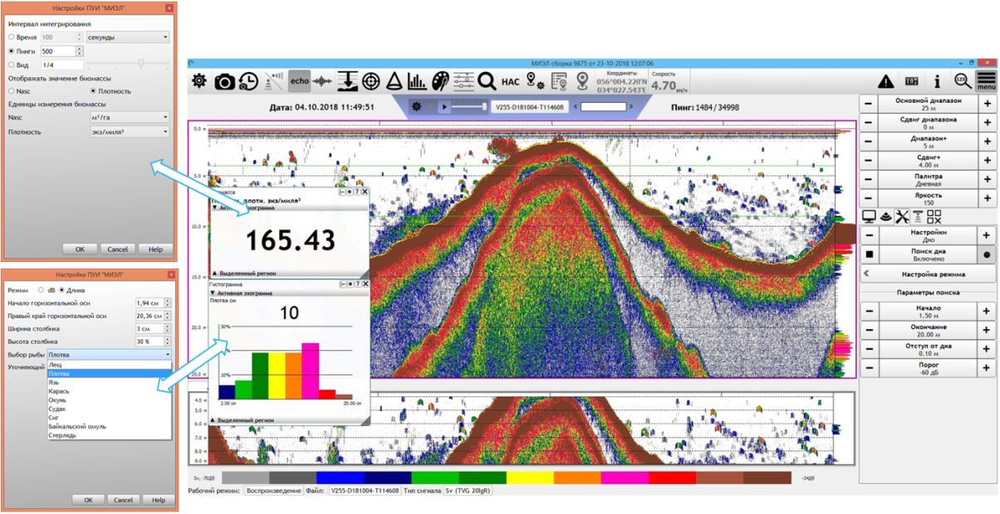 Настройки ПУИ "МИЭЛ"
Интервал интегрирования
Время 100 секунды
Пинги 500
Вид 1/4
Отображать значение биомассы
Nasc Плотность
Единицы измерения биомассы
Nasc м²/га
Плотность экз/миля²
OK Cancel Help
Настройки ПУИ "МИЭЛ"
Режим dB Длина
Начало горизонтальной оси 1,94 см
Правый край горизонтальной оси 20,36 см
Ширина столбика 3 см
Высота столбика 30 %
Выбор рыбы Плотва
Уточняющий
Лещ
Плотва
Язь
Карась
Окунь
Судак
Сиг
Байкальский омуль
Стерлядь
OK Cancel Help
МИЭЛ сборка 9875 от 23-10-2018 12:07:06
echo
НАС
Координаты
056°004.220'N
034°027.543'E
Скорость
4.70 км/ч
123
menu
Дата: 04.10.2018 11:49:51
V255-D181004-T114608
Пинг: 1484 / 34998
0.0 м
5.0 м
10.0 м
15.0 м
20.0 м
25.0 м
плотн. экз/миля²
165.43
Выделенный регион
Гистограмма
Активная эхограмма
Плотва см
10
30%
10%
2.00 см
20.00 см
Выделенный регион
4.0 м
5.0 м
6.0 м
7.0 м
8.0 м
9.0 м
Sv, -70дБ
-34дБ
Рабочий режим: Воспроизведение Файл: V255-D181004-T114608 Тип сигнала Sv (TVG 20lgR)
Основной диапазон
25 м
Сдвиг диапазона
0 м
Диапазон+
5 м
Сдвиг+
4.00 м
Палитра
Дневная
Яркость
150
Настройки
Дно
Поиск дна
Включено
Настройка режима
Параметры поиска
Начало
1.50 м
Окончание
20.00 м
Отступ от дна
0.10 м
Порог
-60 дБ